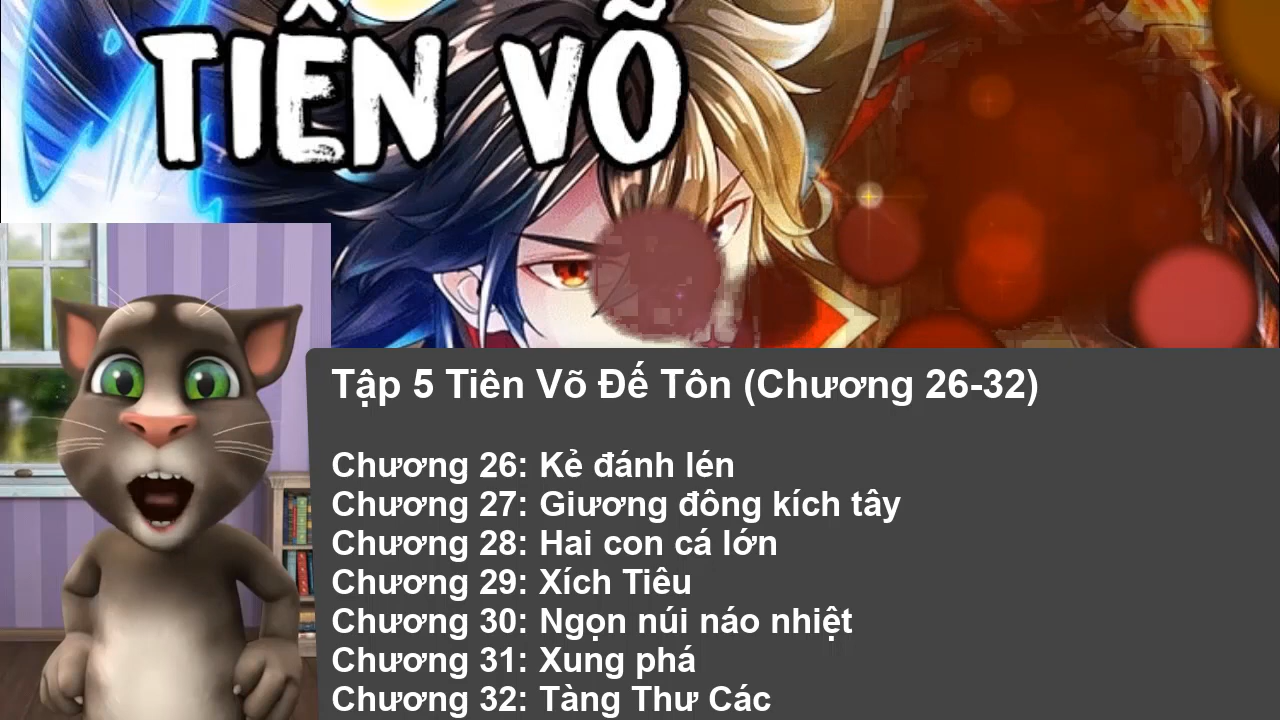 TIÊN VÕ
Tập 5 Tiên Võ Đế Tôn (Chương 26-32)
Chương 26: Kẻ đánh lén
Chương 27: Giương đông kích tây
Chương 28: Hai con cá lớn
Chương 29: Xích Tiêu
Chương 30: Ngọn núi náo nhiệt
Chương 31: Xung phá
Chương 32: Tàng Thư Các